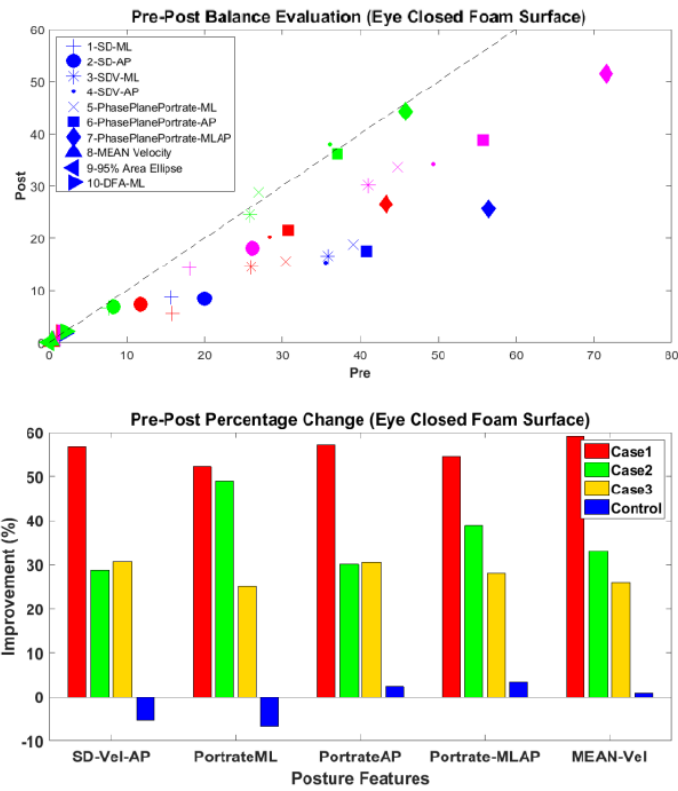 Pre-Post Balance Evaluation (Eye Closed Foam Surface)
60
50
40
30
20
10
0
Post
1-SD-ML
2-SD-AP
3-SDV-ML
4-SDV-AP
5-PhasePlanePortrate-ML
6-PhasePlanePortrate-AP
7-PhasePlanePortrate-MLAP
8-MEAN Velocity
9-95% Area Ellipse
10-DFA-ML
0 10 20 30 40 50 60 70 80
Pre
Pre-Post Percentage Change (Eye Closed Foam Surface)
60
50
40
30
20
10
0
-10
Improvement (%)
Case1
Case2
Case3
Control
SD-Vel-AP PortrateML PortrateAP Portrate-MLAP MEAN-Vel
Posture Features